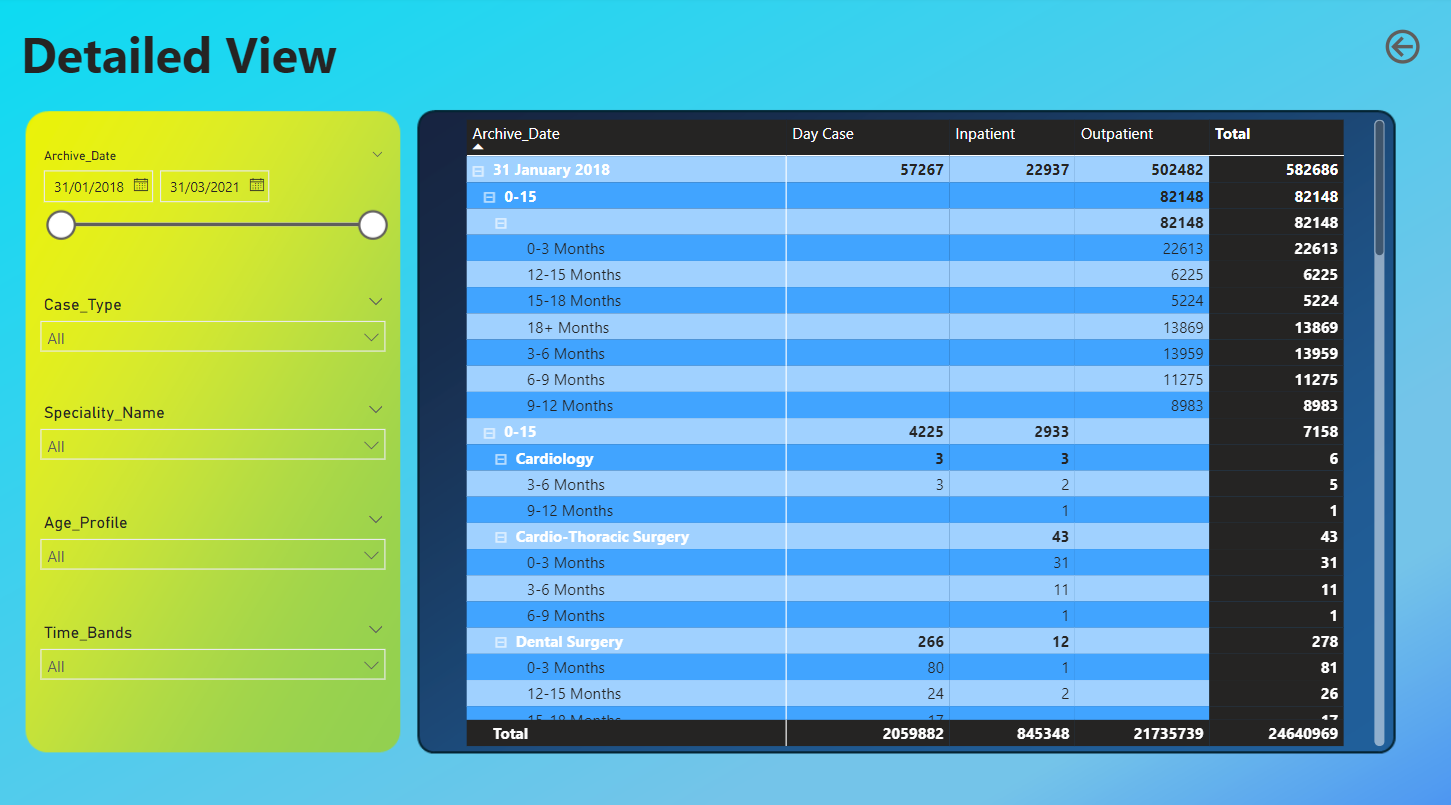 Detailed View
Archive_Date
31/01/2018 31/03/2021
Case_Type
All
Speciality_Name
All
Age_Profile
All
Time_Bands
All
Archive_Date Day Case Inpatient Outpatient Total
31 January 2018 57267 22937 502482 582686
0-15 82148 82148
82148 82148
0-3 Months 22613 22613
12-15 Months 6225 6225
15-18 Months 5224 5224
18+ Months 13869 13869
3-6 Months 13959 13959
6-9 Months 11275 11275
9-12 Months 8983 8983
0-15 4225 2933 7158
Cardiology 3 3 6
3-6 Months 3 2 5
9-12 Months 1 1
Cardio-Thoracic Surgery 43 43
0-3 Months 31 31
3-6 Months 11 11
6-9 Months 1 1
Dental Surgery 266 12 278
0-3 Months 80 1 81
12-15 Months 24 2 26
15-18 Months 17 17
Total 2059882 845348 21735739 24640969